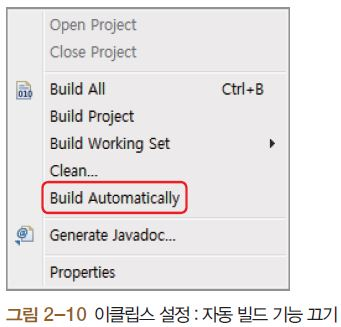 Open Project
Close Project
Build All Ctrl+B
Build Project
Build Working Set
Clean...
Build Automatically
Generate Javadoc...
Properties
그림 2-10 이클립스 설정 : 자동 빌드 기능 끄기